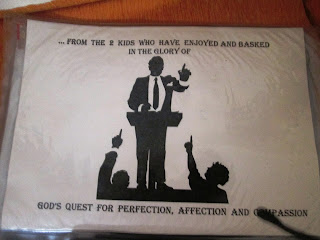 ... FROM THE 2 KIDS WHO HAVE ENJOYED AND BASKED
IN THE GLORY OF
GOD'S QUEST FOR PERFECTION, AFFECTION AND COMPASSION